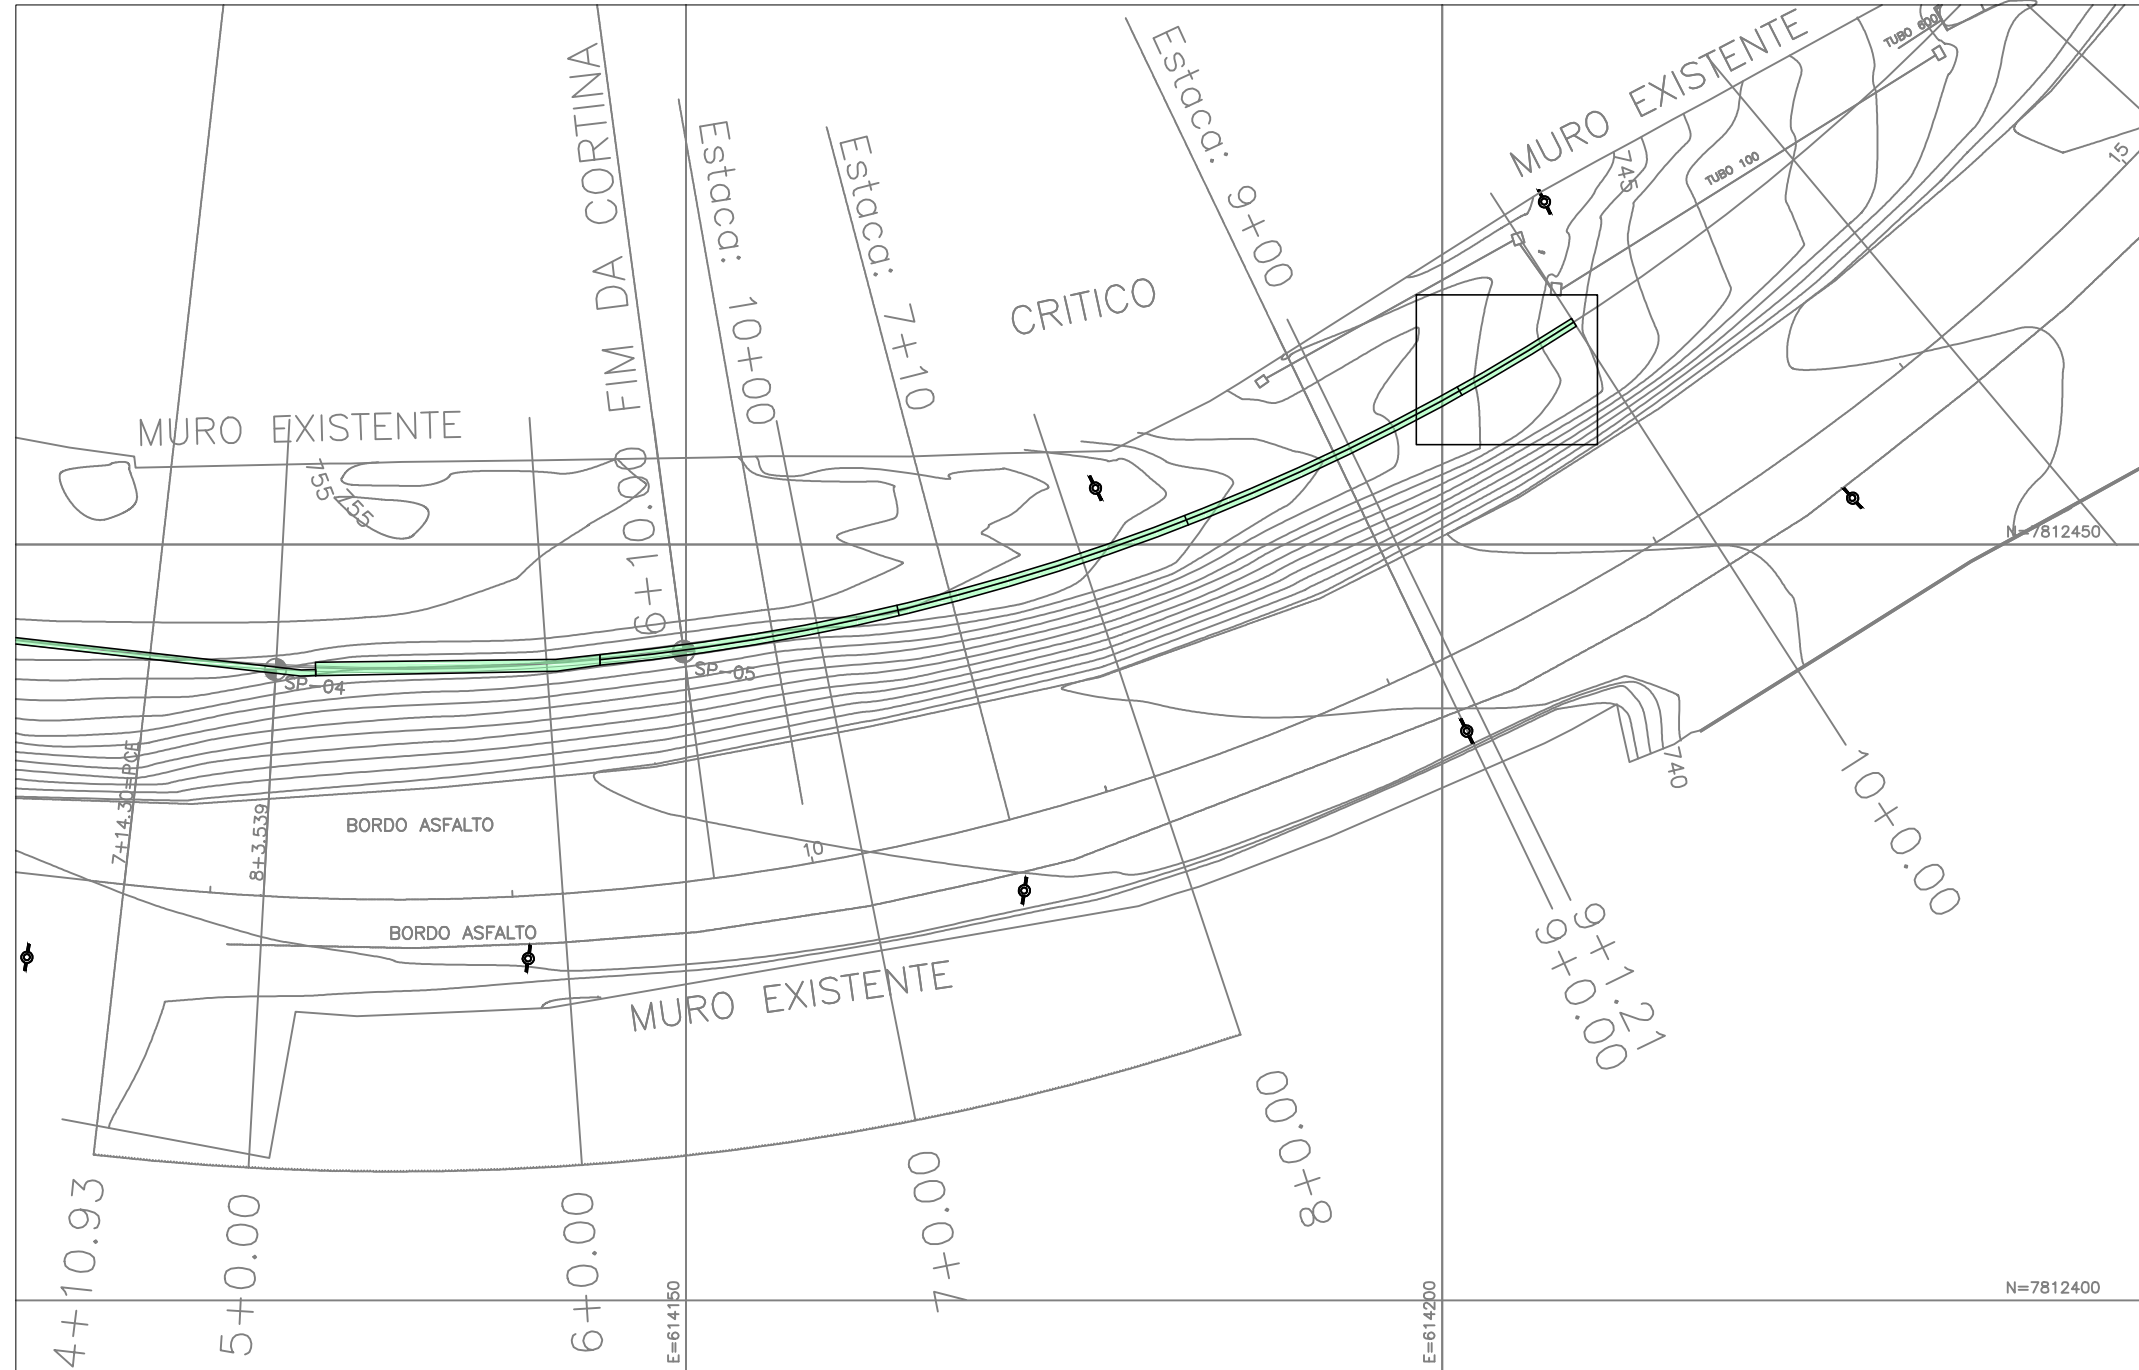 MURO EXISTENTE
TUBO 600
TUBO 100
745
15
Estaca: 9+00
FIM DA CORTINA
6+10.00
Estaca: 10+00
Estaca: 7+10
CRITICO
MURO EXISTENTE
755
755
N=7812450
SP-04
SP-05
7+14.30=PCE
8+3.539
BORDO ASFALTO
10
740
10+0.00
BORDO ASFALTO
MURO EXISTENTE
9+1.21
9+0.00
8+0.00
7+0.00
6+0.00
5+0.00
4+10.93
E=614150
E=614200
N=7812400